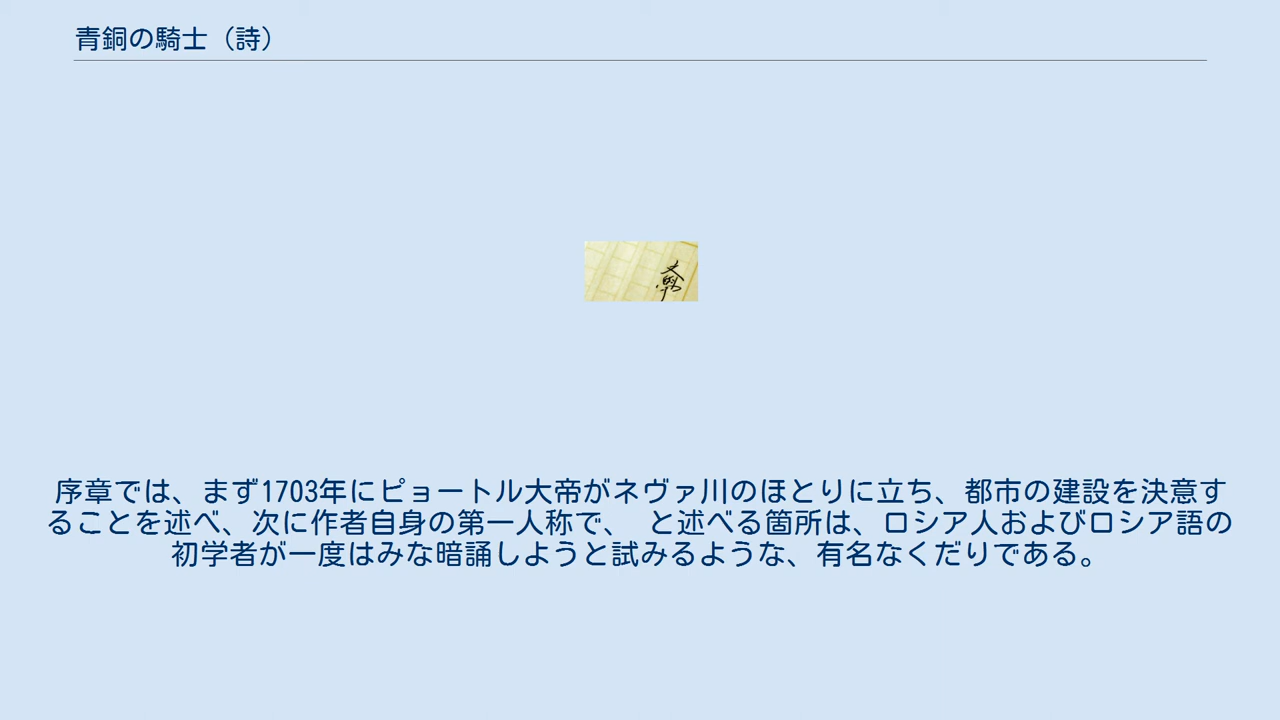 青銅の騎士（詩）
序章では、まず1703年にピョートル大帝がネヴァ川のほとりに立ち、都市の建設を決意す
ることを述べ、次に作者自身の第一人称で、 と述べる箇所は、ロシア人およびロシア語の
初学者が一度はみな暗誦しようと試みるような、有名なくだりである。